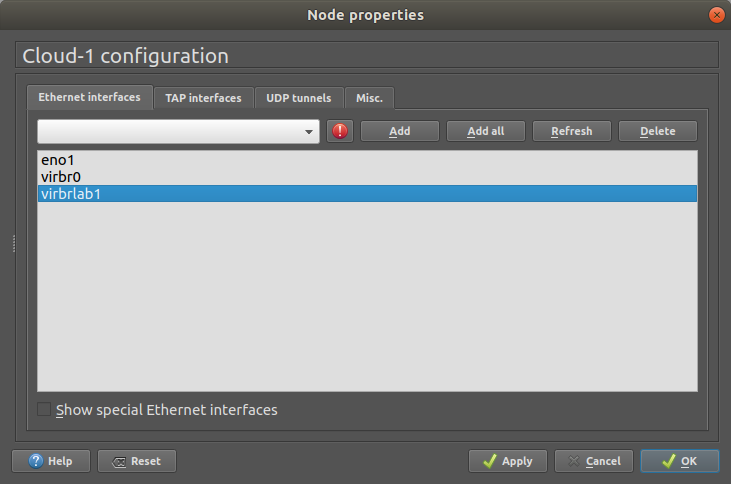 Node properties
Cloud-1 configuration
Ethernet interfaces TAP interfaces UDP tunnels Misc.
Add Add all Refresh Delete
eno1
virbr0
virbrlab1
Show special Ethernet interfaces
Help Reset Apply Cancel OK